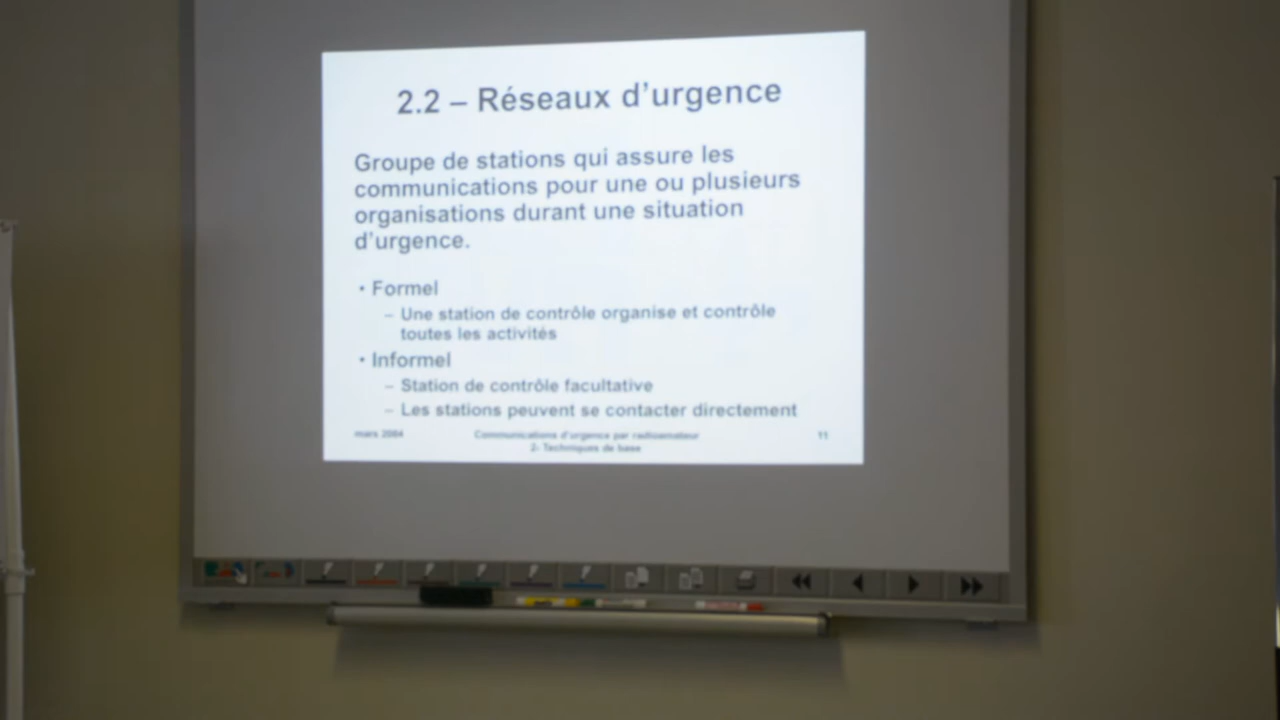 2.2 – Réseaux d'urgence
Groupe de stations qui assure les
communications pour une ou plusieurs
organisations durant une situation
d'urgence.
• Formel
– Une station de contrôle organise et contrôle
toutes les activités
• Informel
– Station de contrôle facultative
– Les stations peuvent se contacter directement
mars 2004
Communications d'urgence par radioamateur
2- Techniques de base
11